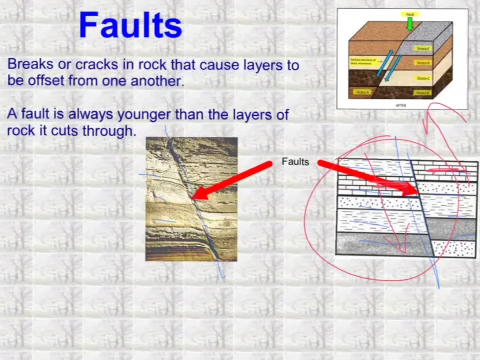 Faults
Breaks or cracks in rock that cause layers to
be offset from one another.
A fault is always younger than the layers of
rock it cuts through.
Faults